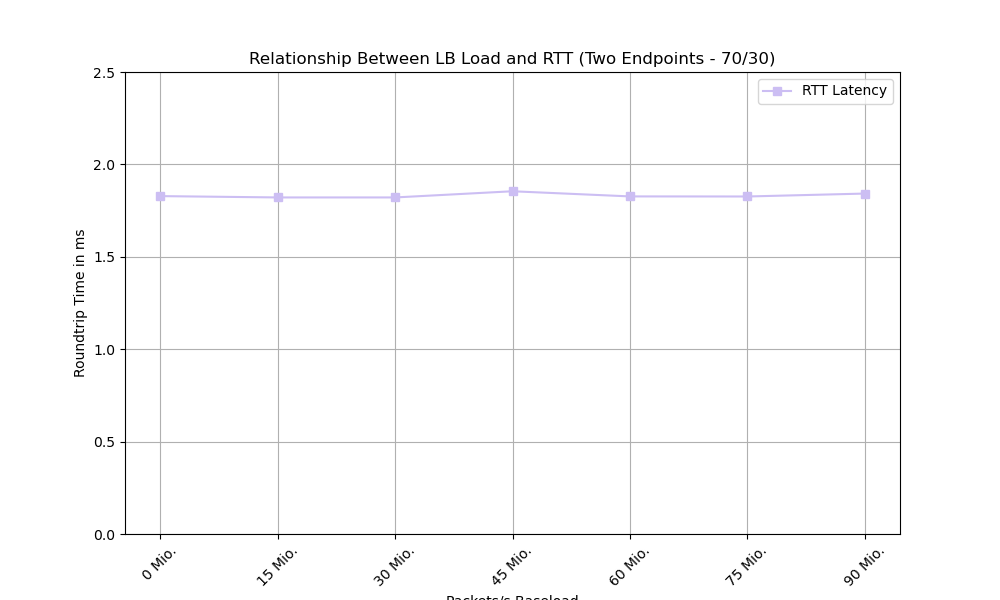 Relationship Between LB Load and RTT (Two Endpoints - 70/30)
RTT Latency
2.5
2.0
1.5
1.0
0.5
0.0
Roundtrip Time in ms
0 Mio.
15 Mio.
30 Mio.
45 Mio.
60 Mio.
75 Mio.
90 Mio.
Packets/s Baseload